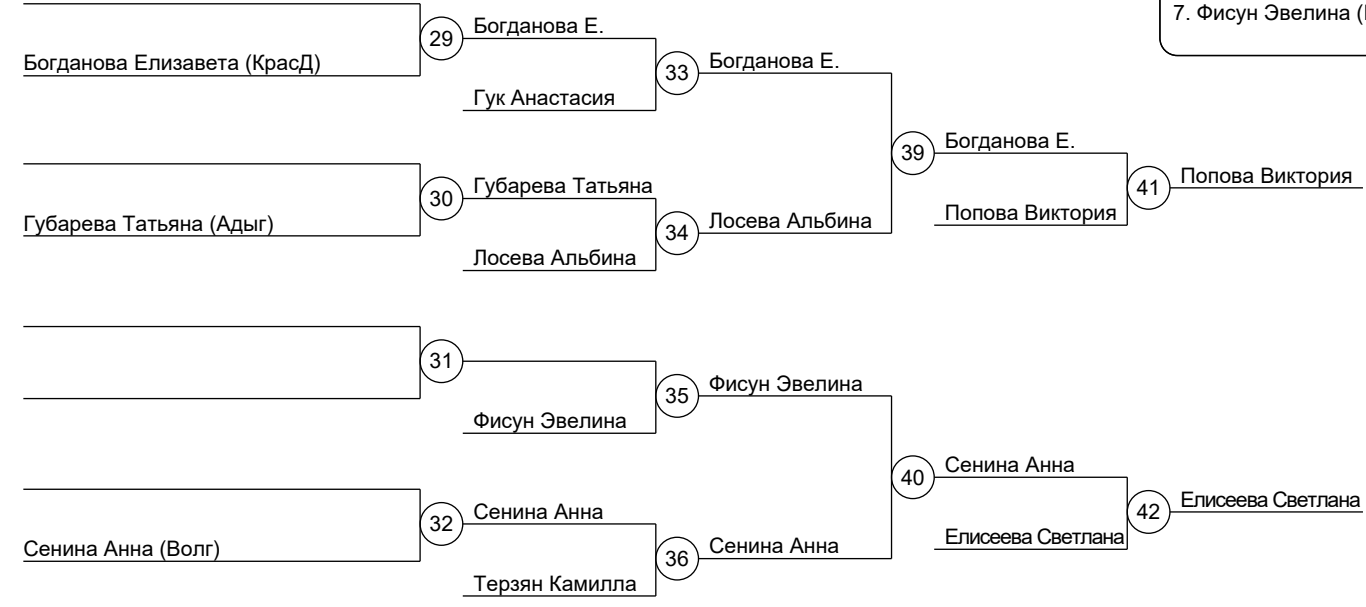 7. Фисун Эвелина (
29
Богданова Е.
Богданова Елизавета (КрасД)
33
Богданова Е.
Гук Анастасия
39
Богданова Е.
41
Попова Виктория
30
Губарева Татьяна
Попова Виктория
Губарева Татьяна (Адыг)
34
Лосева Альбина
Лосева Альбина
31
35
Фисун Эвелина
Фисун Эвелина
40
Сенина Анна
42
Елисеева Светлана
32
Сенина Анна
Елисеева Светлана
Сенина Анна (Волг)
36
Сенина Анна
Терзян Камилла